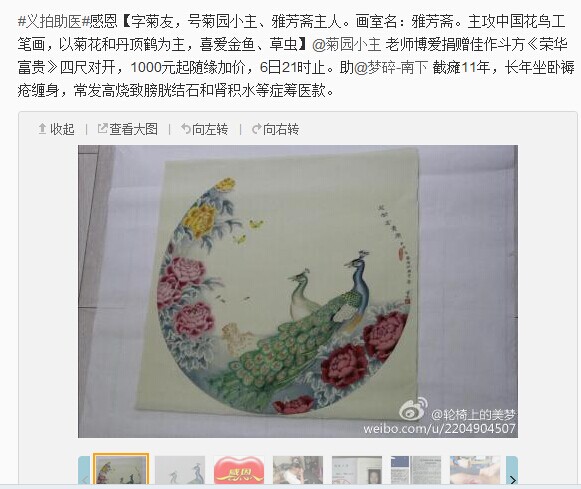 #义拍助医#感恩【字菊友，号菊园小主、雅芳斋主人。画室名：雅芳斋。主攻中国花鸟工
笔画，以菊花和丹顶鹤为主，喜爱金鱼、草虫】@菊园小主 老师博爱捐赠佳作斗方《荣华
富贵》四尺对开，1000元起随缘加价，6日21时止。助@梦碎-南下 截瘫11年，长年坐卧褥
疮缠身，常发高烧致膀胱结石和肾积水等症筹医款。
收起 | 查看大图 | 向左转 | 向右转
@轮椅上的美梦
weibo.com/u/2204904507
感恩